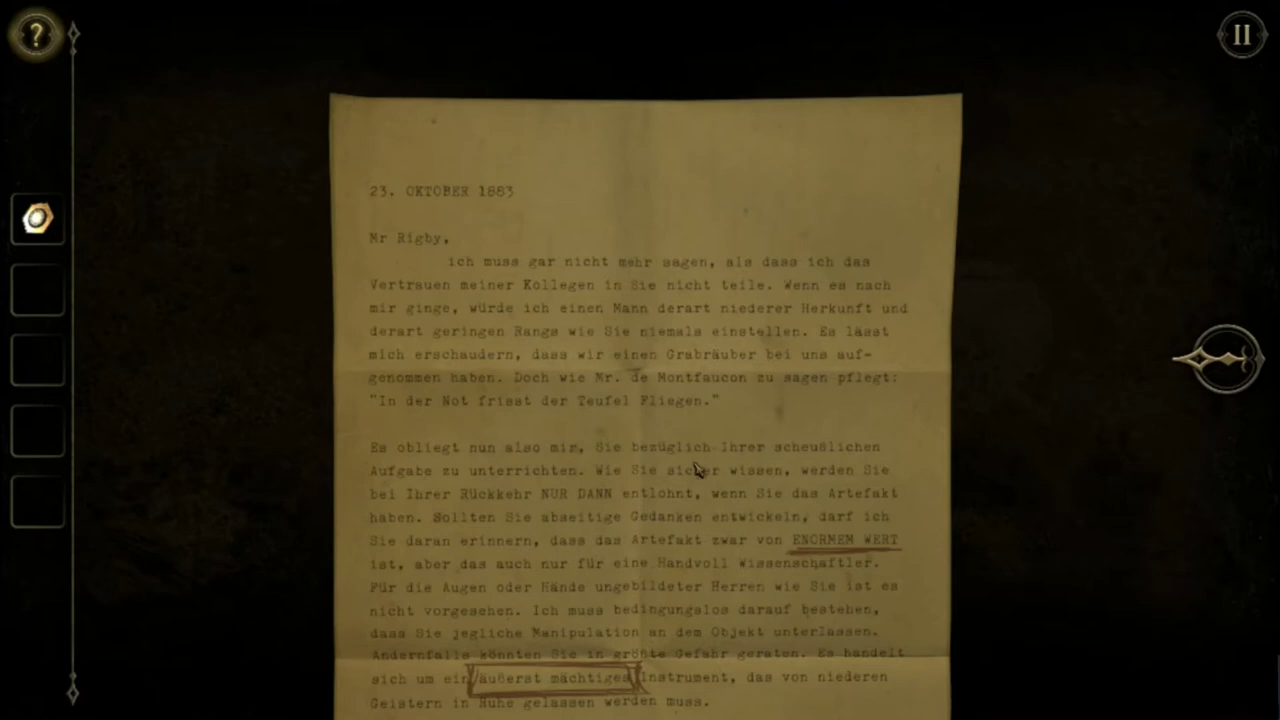 23. OKTOBER 1883
Mr Rigby,
ich muss gar nicht mehr sagen, als dass ich das
Vertrauen meiner Kollegen in Sie nicht teile. Wenn es nach
mir ginge, würde ich einen Mann derart niederer Herkunft und
derart geringen Rangs wie Sie niemals einstellen. Es lässt
mich erschaudern, dass wir einen Grabräuber bei uns auf-
genommen haben. Doch wie Mr. de Montfaucon zu sagen pflegt:
"In der Not frisst der Teufel Fliegen."
Es obliegt nun also mir, Sie bezüglich Ihrer scheußlichen
Aufgabe zu unterrichten. Wie Sie sicher wissen, werden Sie
bei Ihrer Rückkehr NUR DANN entlohnt, wenn Sie das Artefakt
haben. Sollten Sie abseitige Gedanken entwickeln, darf ich
Sie daran erinnern, dass das Artefakt zwar von ENORMEM WERT
ist, aber das auch nur für eine Handvoll Wissenschaftler.
Für die Augen oder Hände ungebildeter Herren wie Sie ist es
nicht vorgesehen. Ich muss bedingungslos darauf bestehen,
dass Sie jegliche Manipulation an dem Objekt unterlassen.
Andernfalls könnten Sie in größte Gefahr geraten. Es handelt
sich um ein äußerst mächtiges Instrument, das von niederen
Geistern in Ruhe gelassen werden muss.
?